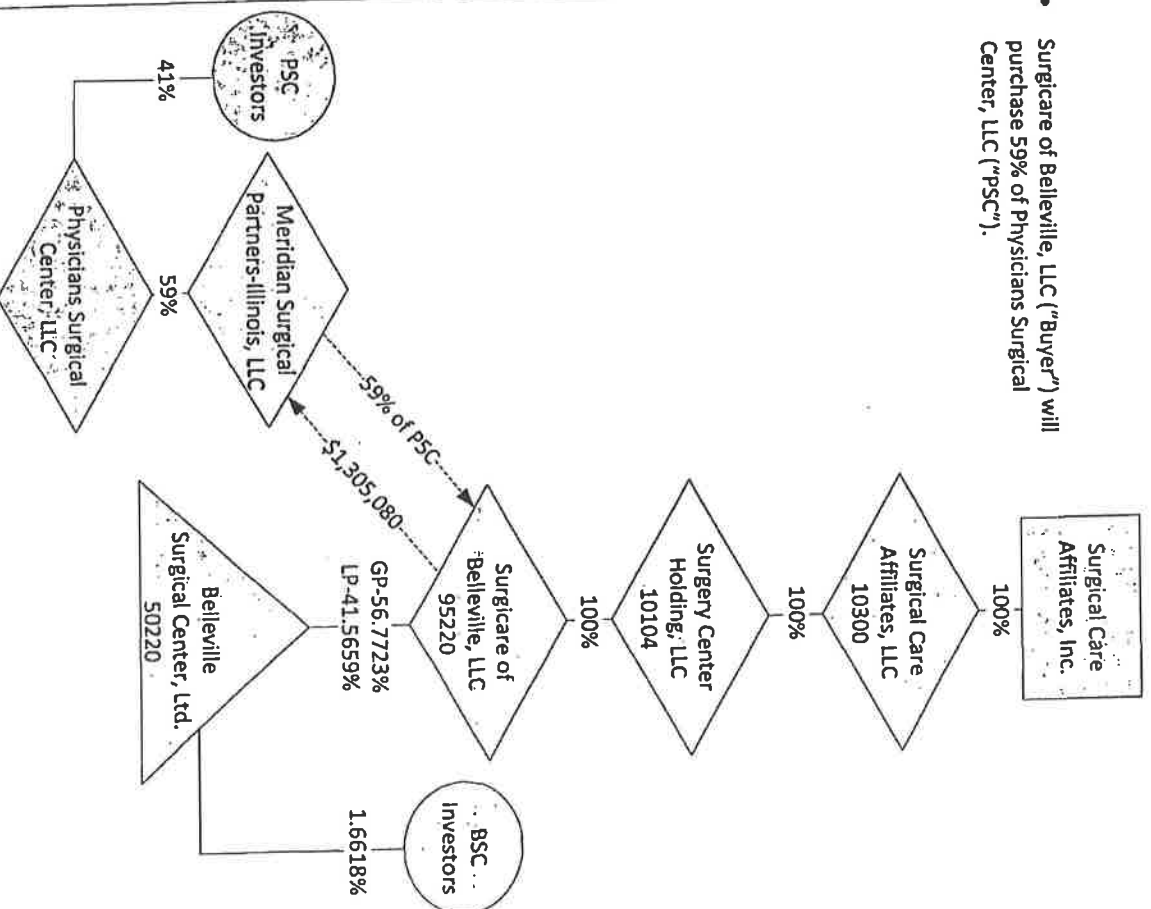 • Surgicare of Belleville, LLC ("Buyer") will
purchase 59% of Physicians Surgical
Center, LLC ("PSC").
Surgical Care
Affiliates, Inc.
100%
Surgical Care
Affiliates, LLC
10300
100%
Surgery Center
Holding, LLC
10104
100%
Surgicare of
Belleville, LLC
95220
59% of PSC
$1,305,080
PSC
Investors
41%
Meridian Surgical
Partners-Illinois, LLC
59%
Physicians Surgical
Center, LLC
GP-56.7723%
LP-41.5659%
Belleville
Surgical Center, Ltd.
50220
BSC
Investors
1.6618%